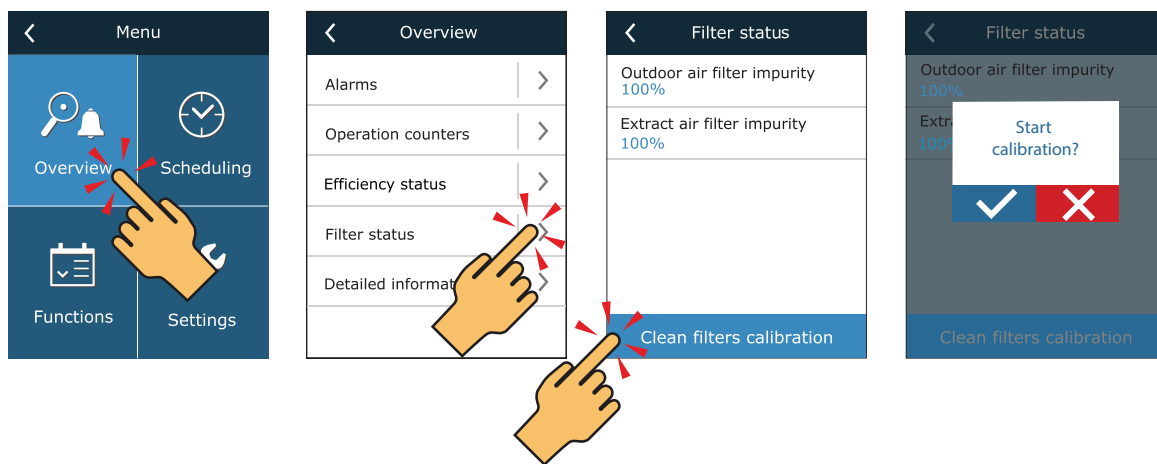 Menu
Overview
Scheduling
Functions
Settings
Overview
Alarms
Operation counters
Efficiency status
Filter status
Detailed informat
Filter status
Outdoor air filter impurity
100%
Extract air filter impurity
100%
Clean filters calibration
Filter status
Outdoor air filter impurity
100%
Extra
100%
Start
calibration?
Clean filters calibration